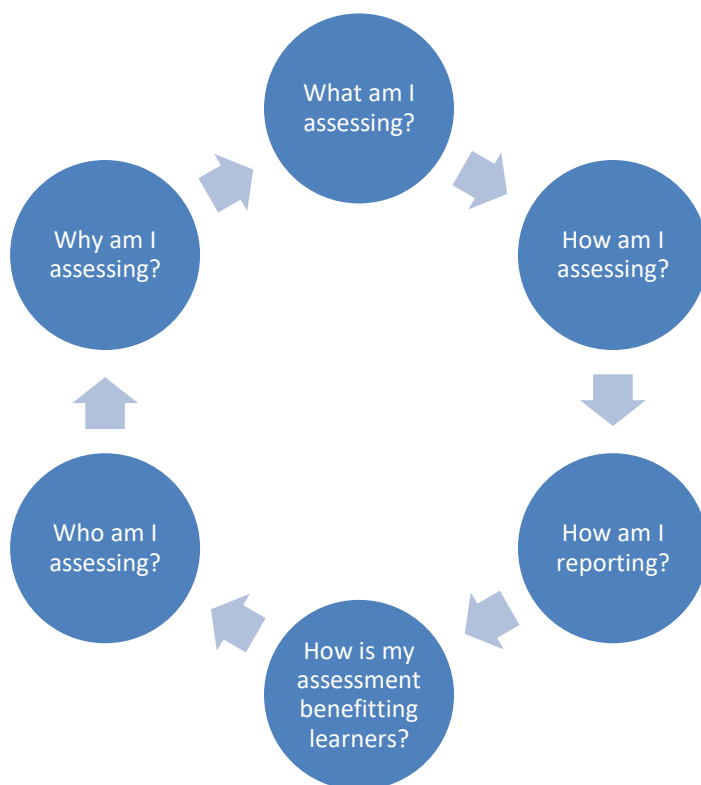 What am I
assessing?
How am I
assessing?
How am I
reporting?
How is my
assessment
benefitting
learners?
Who am I
assessing?
Why am I
assessing?